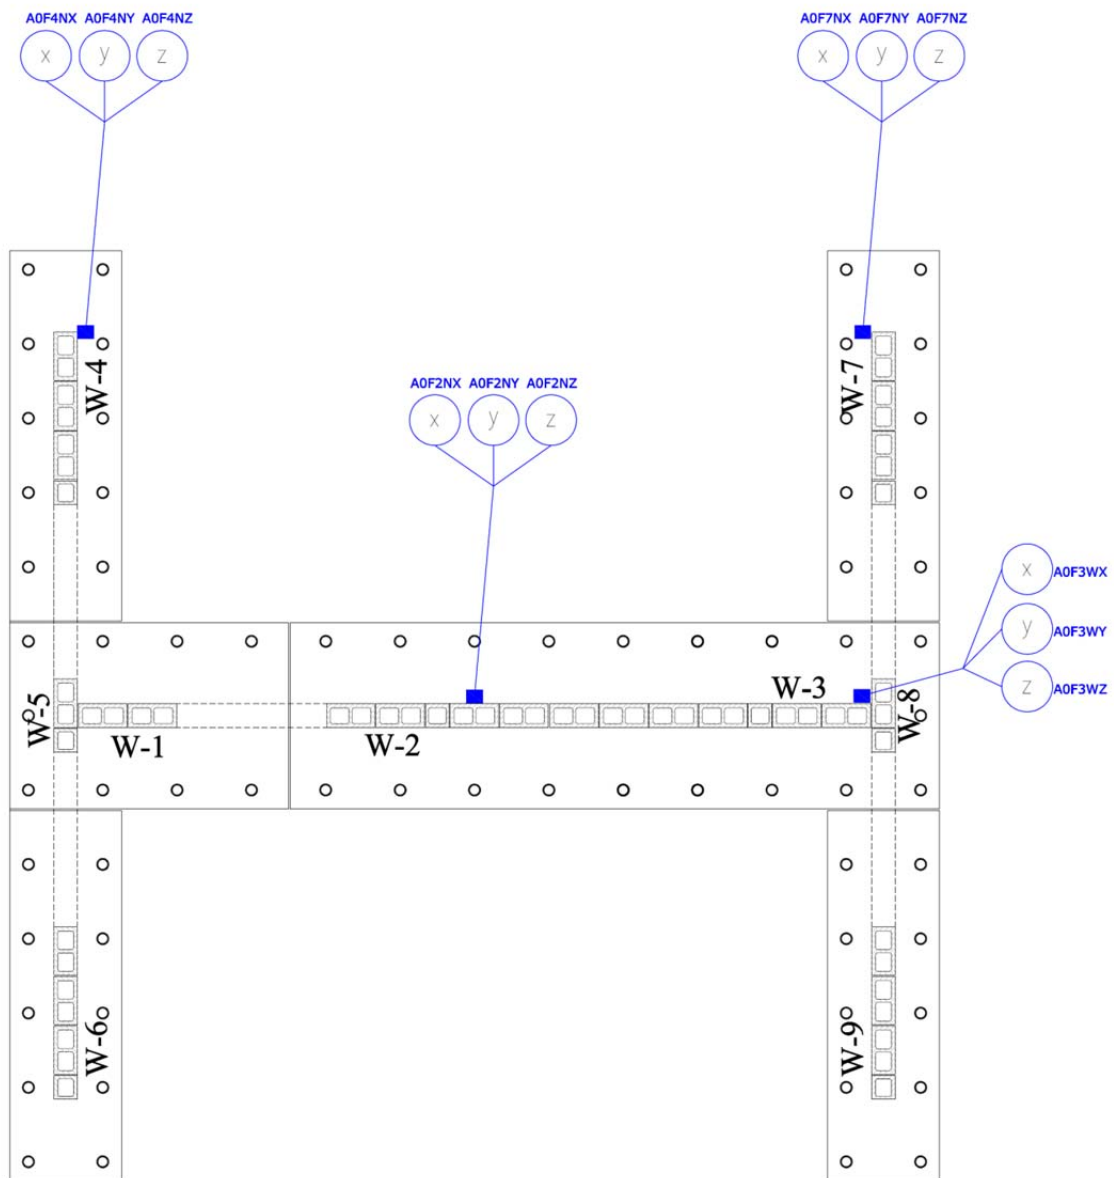 A0F4NX A0F4NY A0F4NZ
x y z
A0F7NX A0F7NY A0F7NZ
x y z
W-4
W-7
A0F2NX A0F2NY A0F2NZ
x y z
x A0F3WX
y A0F3WY
z A0F3WZ
W-5
W-1
W-2
W-3
W-8
W-6
W-9